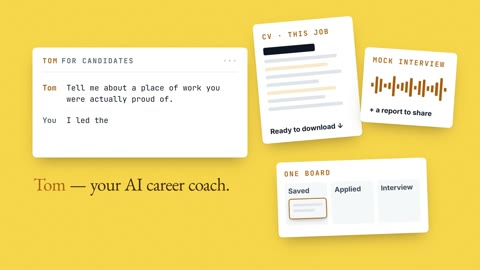 TOM FOR CANDIDATES
Tom Tell me about a place of work you
were actually proud of.
You I led the
CV · THIS JOB
Ready to download ↓
MOCK INTERVIEW
+ a report to share
Tom — your AI career coach.
ONE BOARD
Saved Applied Interview